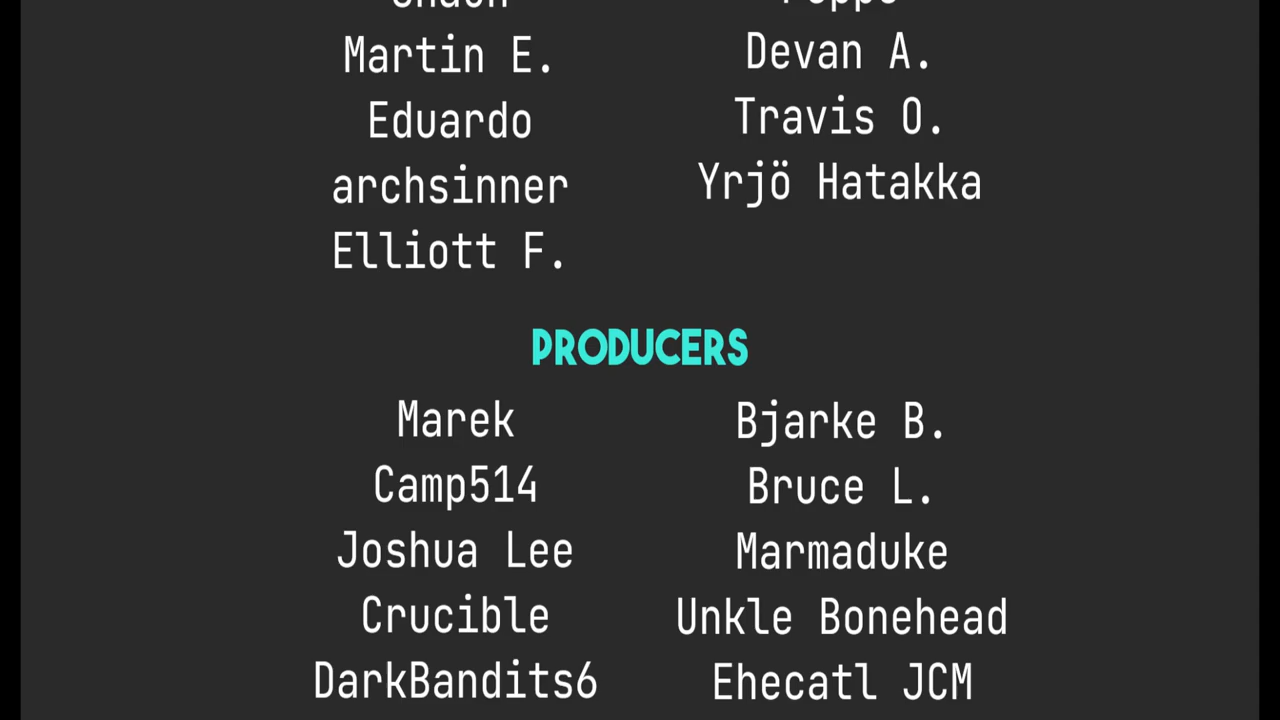 Martin E.
Devan A.
Eduardo
Travis O.
archsinner
Yrjö Hatakka
Elliott F.
PRODUCERS
Marek
Bjarke B.
Camp514
Bruce L.
Joshua Lee
Marmaduke
Crucible
Unkle Bonehead
DarkBandits6
Ehecatl JCM